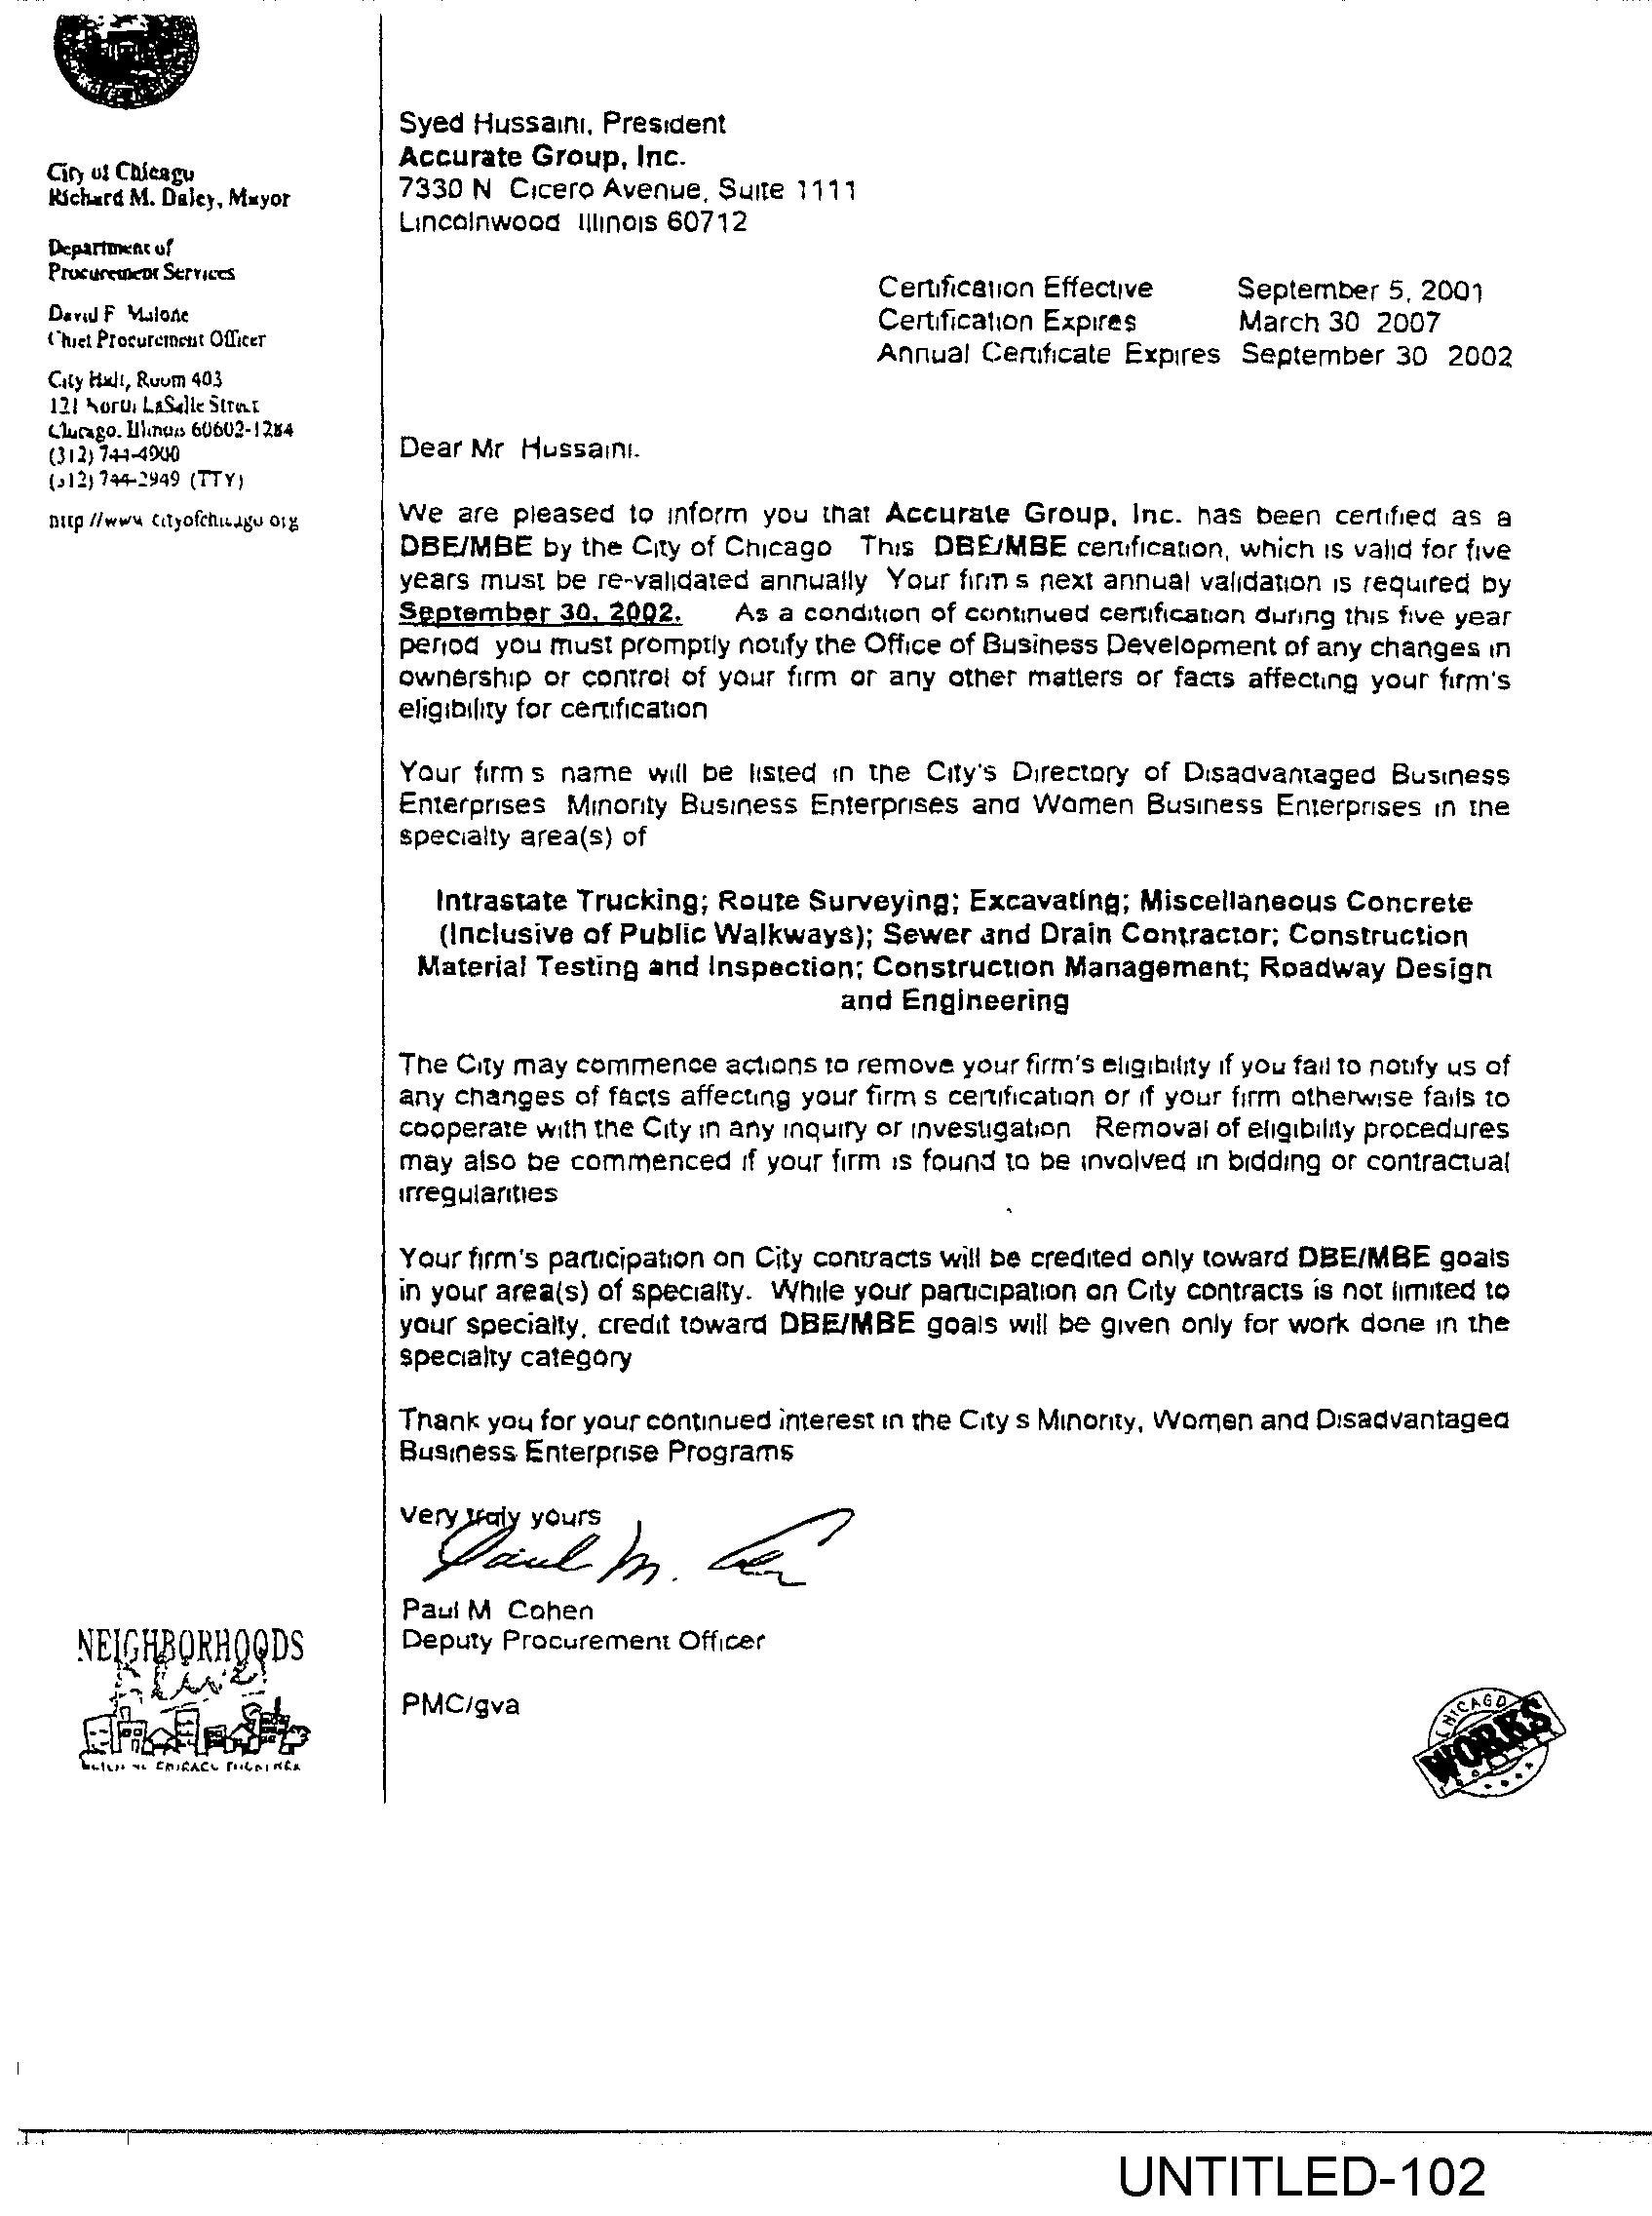 City of Chicago
Richard M. Daley, Mayor
Department of
Procurement Services
David F Malone
Chief Procurement Officer
City Hall, Room 403
121 North LaSalle Street
Chicago, Illinois 60602-1284
(312) 744-4900
(312) 744-2949 (TTY)
http //www cityofchicago org
Syed Hussaini, President
Accurate Group, Inc.
7330 N Cicero Avenue, Suite 1111
Lincolnwood Illinois 60712
Certification Effective September 5, 2001
Certification Expires March 30 2007
Annual Certificate Expires September 30 2002
Dear Mr Hussaini.
We are pleased to inform you that Accurate Group, Inc. has been certified as a
DBE/MBE by the City of Chicago This DBE/MBE certification, which is valid for five
years must be re-validated annually Your firm s next annual validation is required by
September 30, 2002. As a condition of continued certification during this five year
period you must promptly notify the Office of Business Development of any changes in
ownership or control of your firm or any other matters or facts affecting your firm's
eligibility for certification
Your firm s name will be listed in the City's Directory of Disadvantaged Business
Enterprises Minority Business Enterprises and Women Business Enterprises in the
specialty area(s) of
Intrastate Trucking; Route Surveying; Excavating; Miscellaneous Concrete
(Inclusive of Public Walkways); Sewer and Drain Contractor; Construction
Material Testing and Inspection; Construction Management; Roadway Design
and Engineering
The City may commence actions to remove your firm's eligibility if you fail to notify us of
any changes of facts affecting your firm s certification or if your firm otherwise fails to
cooperate with the City in any inquiry or investigation Removal of eligibility procedures
may also be commenced if your firm is found to be involved in bidding or contractual
irregularities
Your firm's participation on City contracts will be credited only toward DBE/MBE goals
in your area(s) of specialty. While your participation on City contracts is not limited to
your specialty, credit toward DBE/MBE goals will be given only for work done in the
specialty category
Thank you for your continued interest in the City s Minority, Women and Disadvantaged
Business Enterprise Programs
Very truly yours
Paul M.
Paul M Cohen
Deputy Procurement Officer
PMC/gva
NEIGHBORHOODS
Alive
CHICAGO
WORKS
UNTITLED-102